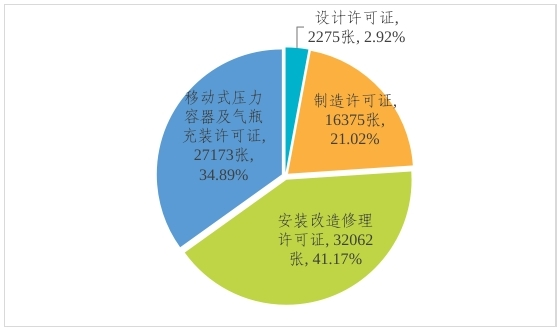 设计许可证,
2275张, 2.92%
制造许可证,
16375张,
21.02%
安装改造修理
许可证, 32062
张, 41.17%
移动式压力
容器及气瓶
充装许可证,
27173张,
34.89%